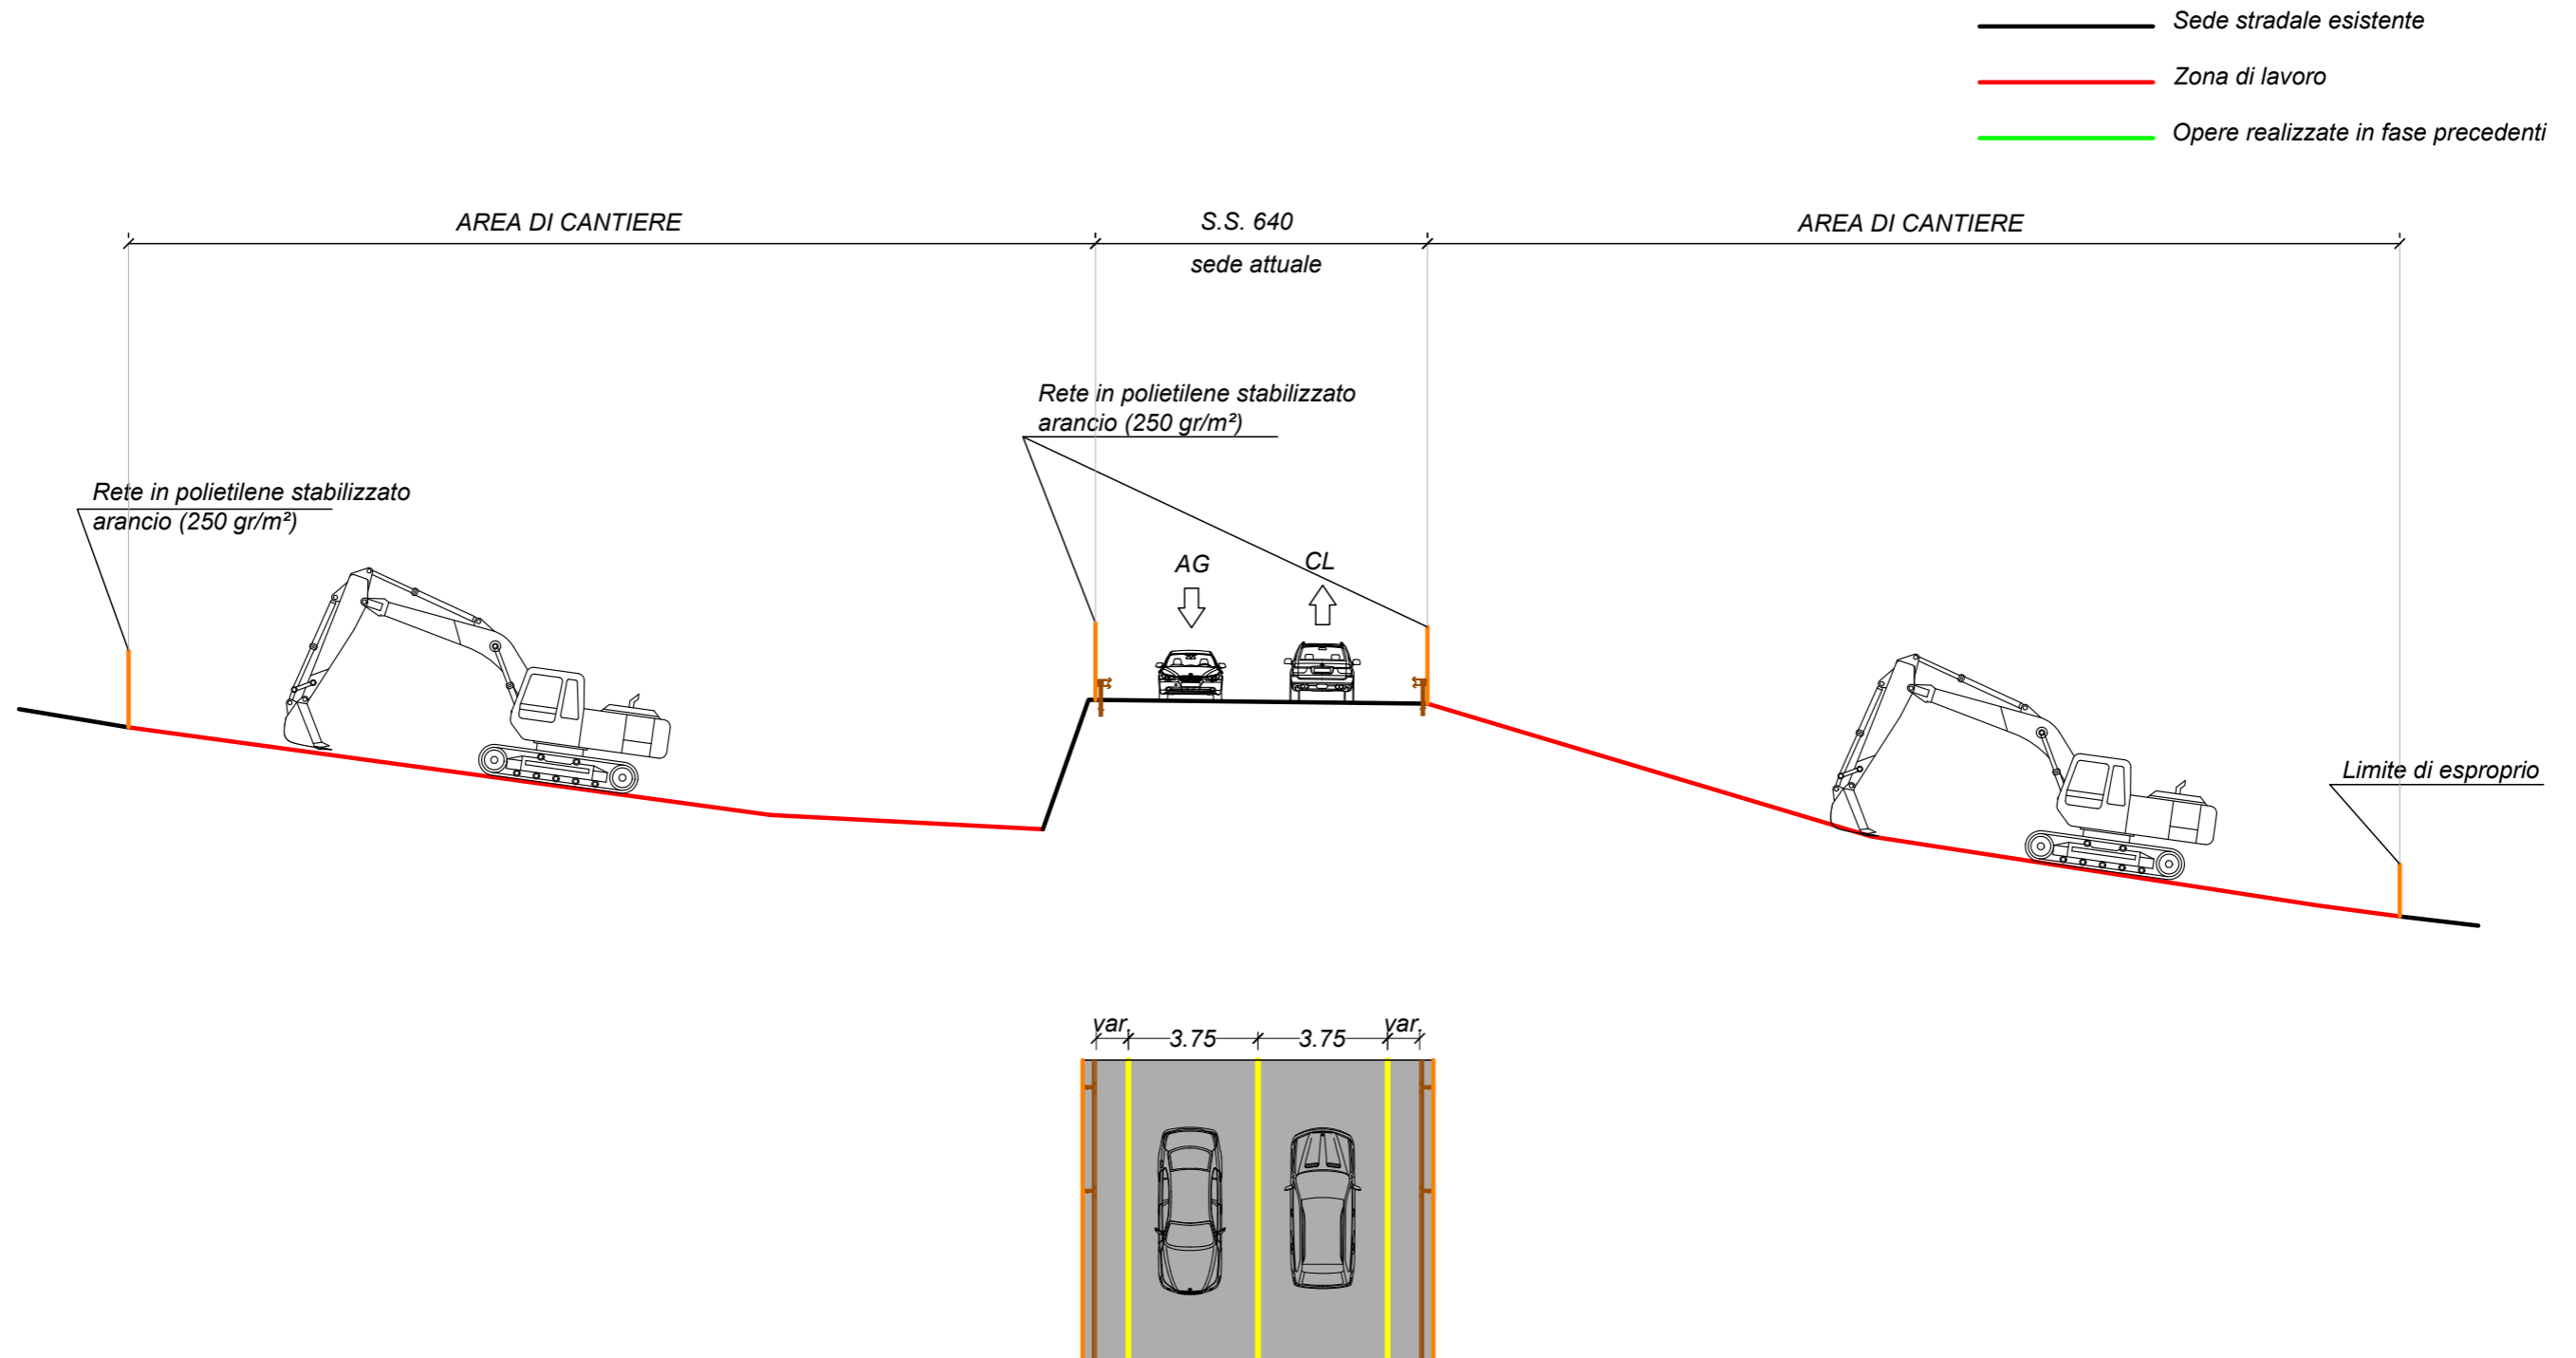 Sede stradale esistente
Zona di lavoro
Opere realizzate in fase precedenti
AREA DI CANTIERE
S.S. 640
AREA DI CANTIERE
sede attuale
Rete in polietilene stabilizzato
arancio (250 gr/m²)
Rete in polietilene stabilizzato
arancio (250 gr/m²)
AG
CL
Limite di esproprio
var.
3.75
3.75
var.